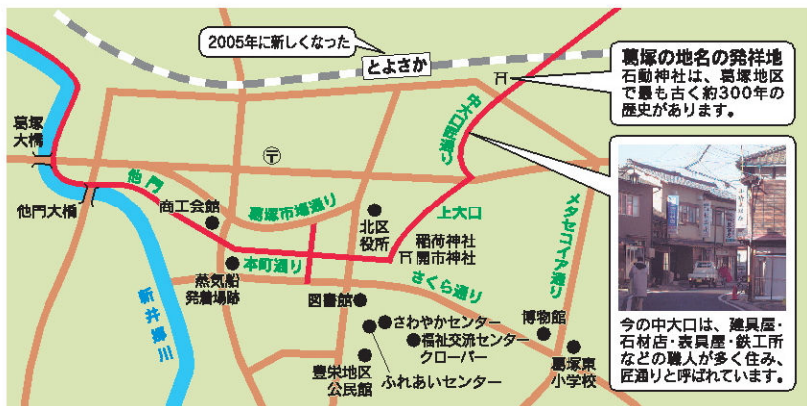 2005年に新しくなった
とよさか
葛塚の地名の発祥地
石動神社は、葛塚地区
で最も古く約300年の
歴史があります。
葛塚
大橋
他門大橋
他門
商工会館
葛塚市場通り
中大口匠通り
上大口
北区
役所
稲荷神社
開市神社
メタセコイア通り
本町通り
蒸気船
発着場跡
さくら通り
図書館
新井郷川
さわやかセンター
福祉交流センター
クローバー
豊栄地区
公民館
ふれあいセンター
博物館
葛塚東
小学校
今の中大口は、建具屋・
石材店・表具屋・鉄工所
などの職人が多く住み、
匠通りと呼ばれています。